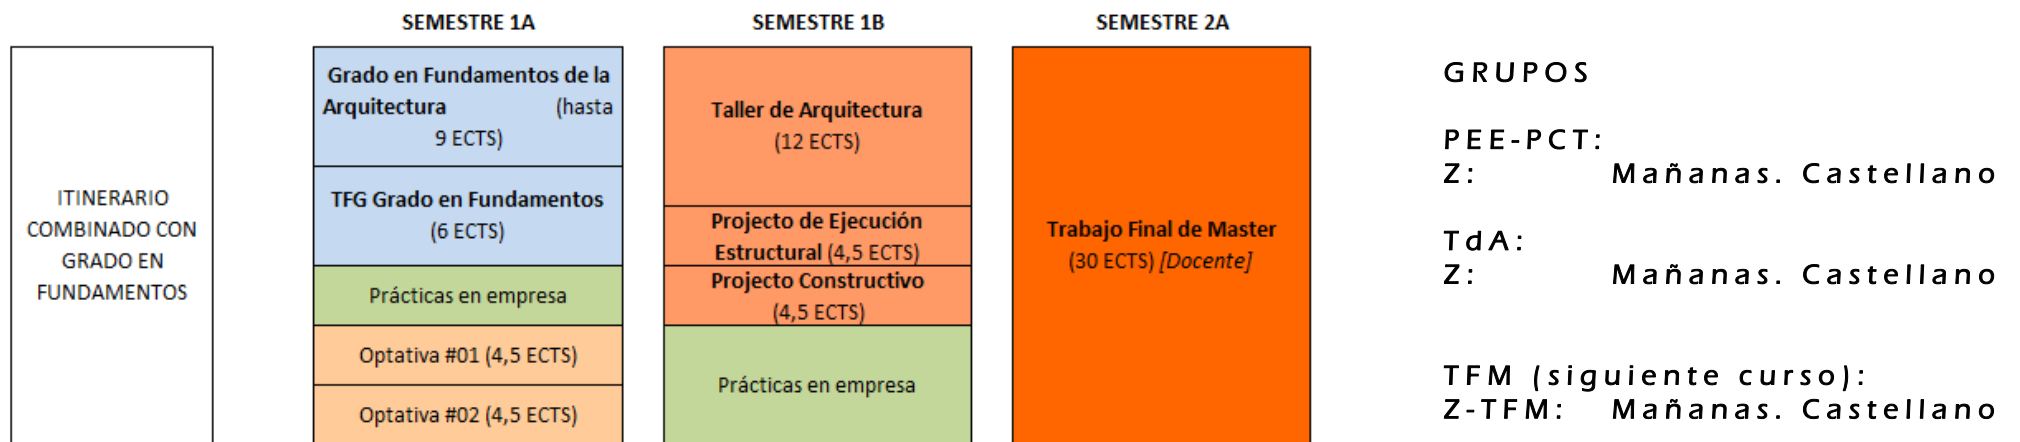 SEMESTRE 1A
SEMESTRE 1B
SEMESTRE 2A
ITINERARIO
COMBINADO CON
GRADO EN
FUNDAMENTOS
Grado en Fundamentos de la
Arquitectura (hasta
9 ECTS)
TFG Grado en Fundamentos
(6 ECTS)
Prácticas en empresa
Optativa #01 (4,5 ECTS)
Optativa #02 (4,5 ECTS)
Taller de Arquitectura
(12 ECTS)
Projecto de Ejecución
Estructural (4,5 ECTS)
Projecto Constructivo
(4,5 ECTS)
Prácticas en empresa
Trabajo Final de Master
(30 ECTS) [Docente]
GRUPOS
PEE-PCT:
Z: Mañanas. Castellano
TdA:
Z: Mañanas. Castellano
TFM (siguiente curso):
Z-TFM: Mañanas. Castellano